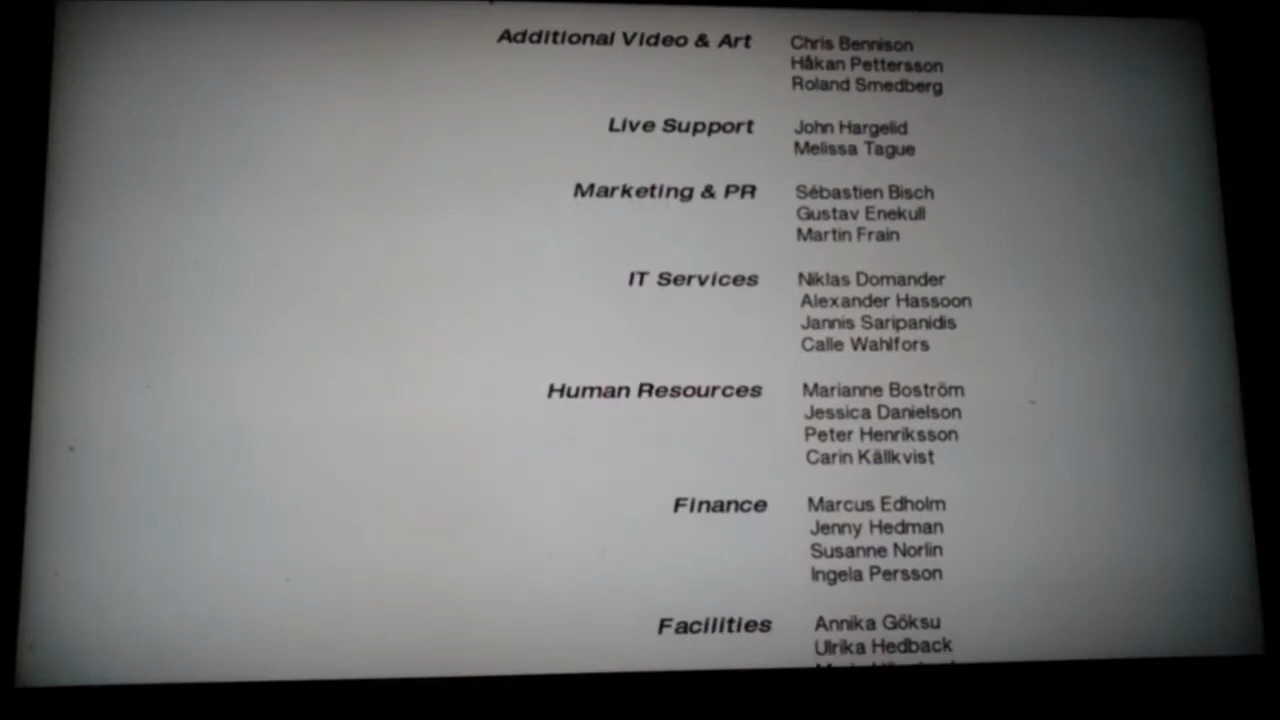 Additional Video & Art Chris Bennison
Håkan Pettersson
Roland Smedberg
Live Support John Hargelid
Melissa Tague
Marketing & PR Sébastien Bisch
Gustav Enekull
Martin Frain
IT Services Niklas Domander
Alexander Hassoon
Jannis Saripanidis
Calle Wahlfors
Human Resources Marianne Boström
Jessica Danielson
Peter Henriksson
Carin Källkvist
Finance Marcus Edholm
Jenny Hedman
Susanne Norlin
Ingela Persson
Facilities Annika Göksu
Ulrika Hedback